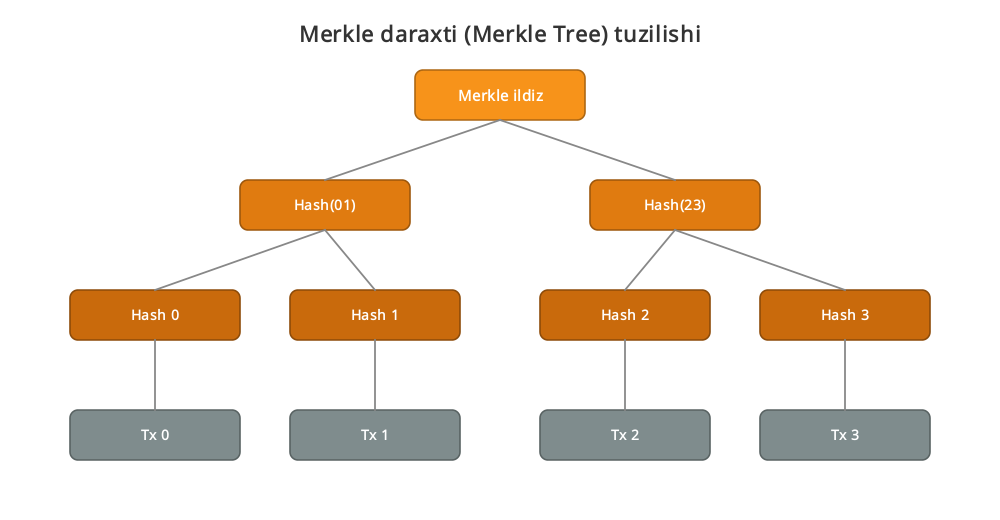 Merkle daraxti (Merkle Tree) tuzilishi
Merkle ildiz
Hash(01)
Hash(23)
Hash 0
Hash 1
Hash 2
Hash 3
Tx 0
Tx 1
Tx 2
Tx 3